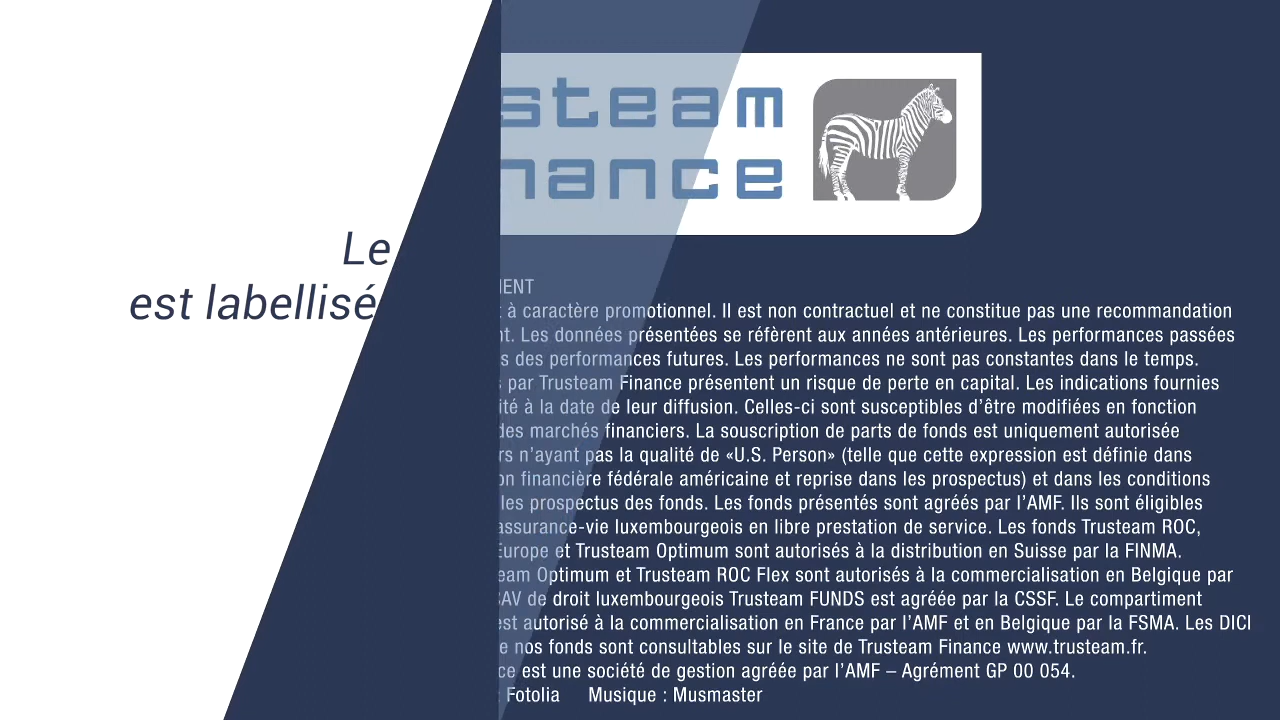 steam
nance
Le
est labellisé
à caractère promotionnel. Il est non contractuel et ne constitue pas une recommandation
Les données présentées se réfèrent aux années antérieures. Les performances passées
des performances futures. Les performances ne sont pas constantes dans le temps.
par Trusteam Finance présentent un risque de perte en capital. Les indications fournies
ité à la date de leur diffusion. Celles-ci sont susceptibles d’être modifiées en fonction
des marchés financiers. La souscription de parts de fonds est uniquement autorisée
rs n’ayant pas la qualité de «U.S. Person» (telle que cette expression est définie dans
on financière fédérale américaine et reprise dans les prospectus) et dans les conditions
les prospectus des fonds. Les fonds présentés sont agréés par l’AMF. Ils sont éligibles
assurance-vie luxembourgeois en libre prestation de service. Les fonds Trusteam ROC,
Europe et Trusteam Optimum sont autorisés à la distribution en Suisse par la FINMA.
eam Optimum et Trusteam ROC Flex sont autorisés à la commercialisation en Belgique par
CAV de droit luxembourgeois Trusteam FUNDS est agréée par la CSSF. Le compartiment
est autorisé à la commercialisation en France par l’AMF et en Belgique par la FSMA. Les DICI
e nos fonds sont consultables sur le site de Trusteam Finance www.trusteam.fr.
ce est une société de gestion agréée par l’AMF – Agrément GP 00 054.
Fotolia Musique : Musmaster